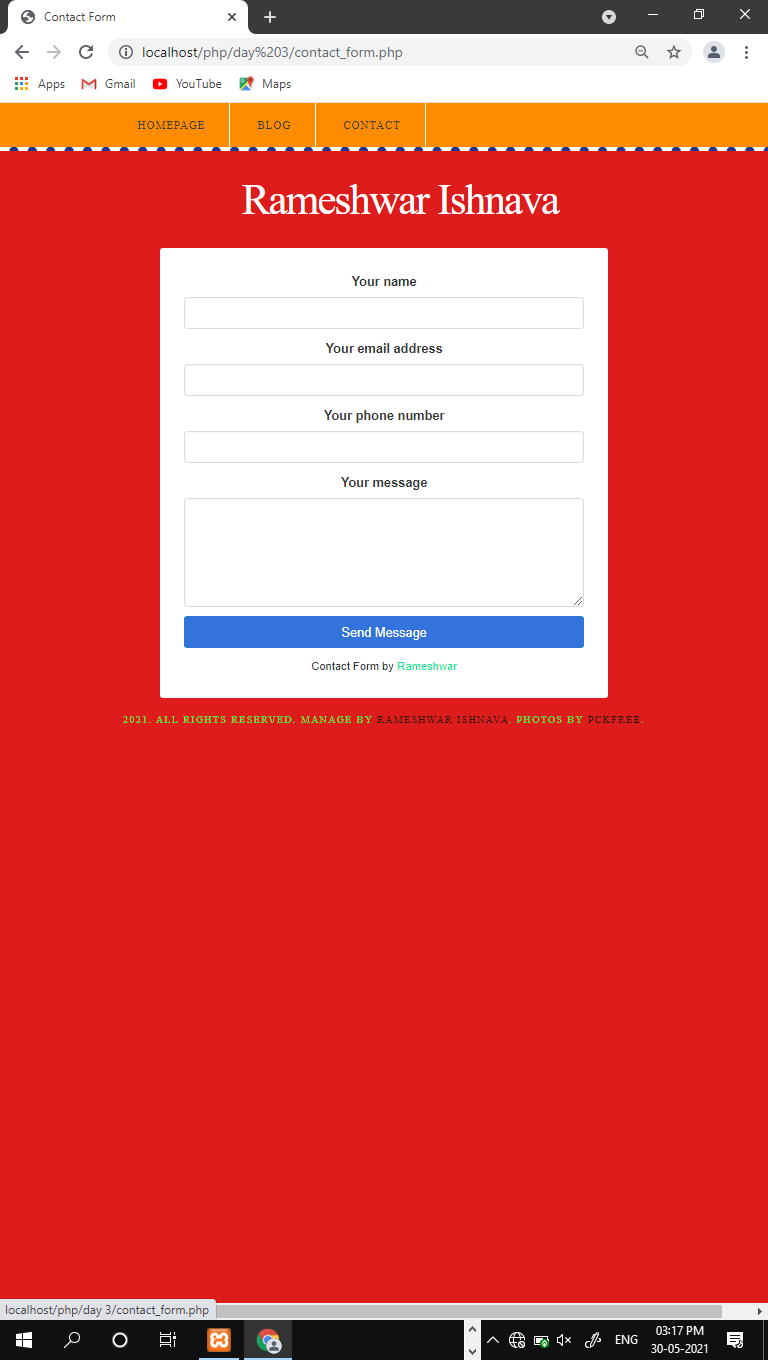 Contact Form
localhost/php/day%203/contact_form.php
Apps Gmail YouTube Maps
HOMEPAGE BLOG CONTACT
Rameshwar Ishnava
Your name
Your email address
Your phone number
Your message
Send Message
Contact Form by Rameshwar
2021. ALL RIGHTS RESERVED. MANAGE BY RAMESHWAR ISHNAVA. PHOTOS BY PCKFREE.
localhost/php/day 3/contact_form.php
ENG
03:17 PM
30-05-2021